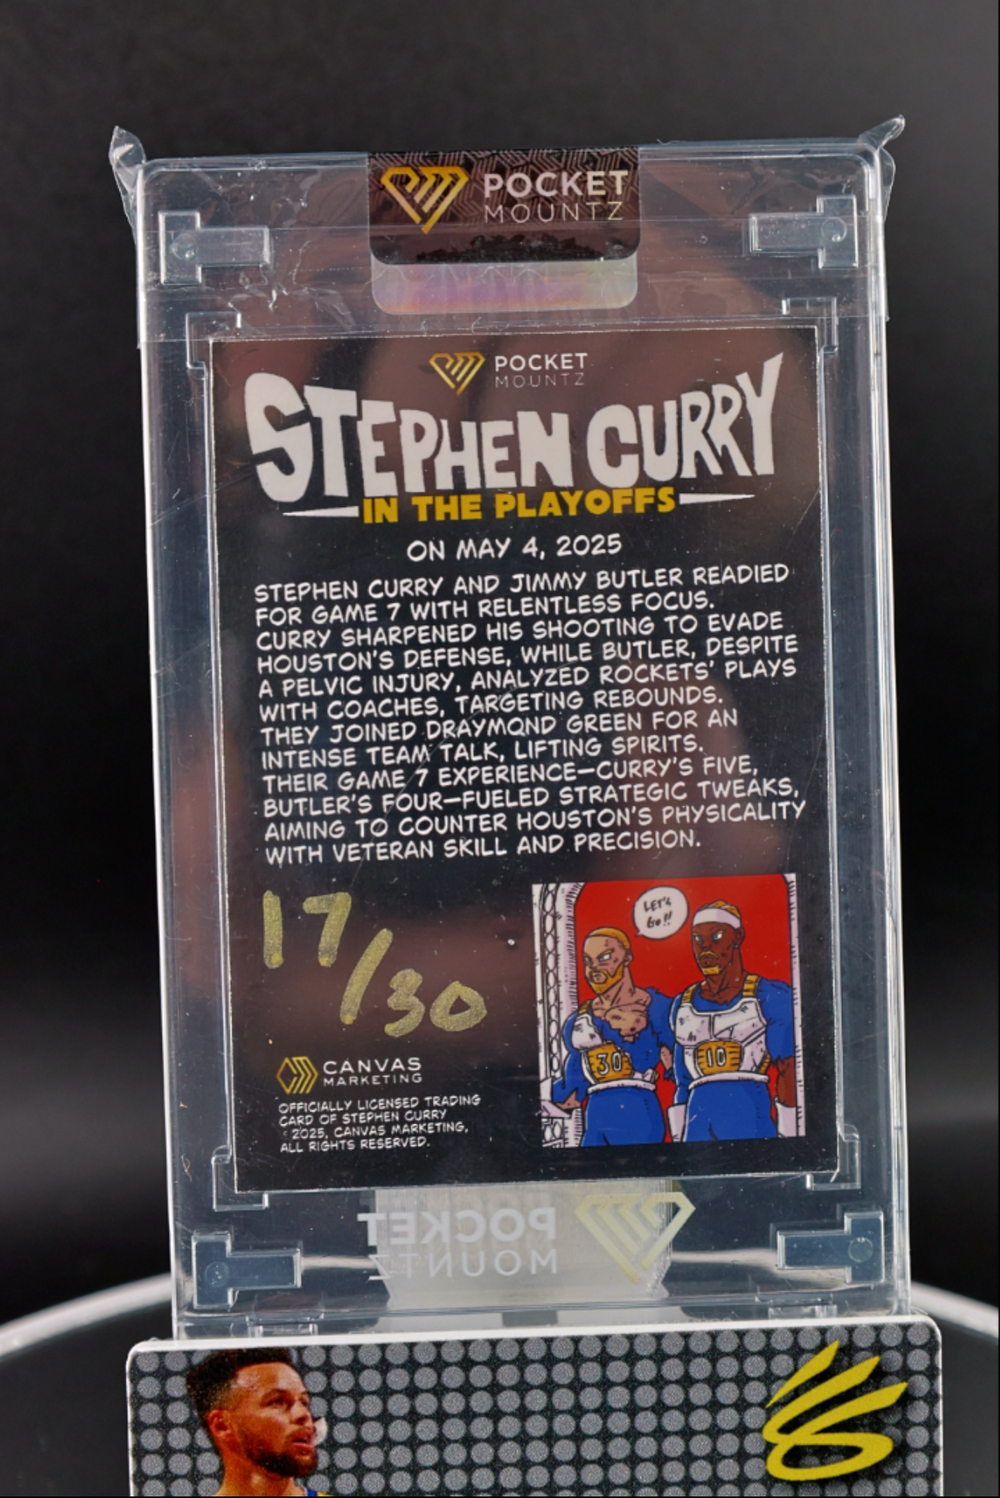 POCKET
MOUNTZ
POCKET
MOUNTZ
STEPHEN CURRY
IN THE PLAYOFFS
ON MAY 4, 2025
STEPHEN CURRY AND JIMMY BUTLER READIED
FOR GAME 7 WITH RELENTLESS FOCUS.
CURRY SHARPENED HIS SHOOTING TO EVADE
HOUSTON'S DEFENSE, WHILE BUTLER, DESPITE
A PELVIC INJURY, ANALYZED ROCKETS' PLAYS
WITH COACHES, TARGETING REBOUNDS.
THEY JOINED DRAYMOND GREEN FOR AN
INTENSE TEAM TALK, LIFTING SPIRITS.
THEIR GAME 7 EXPERIENCE—CURRY'S FIVE,
BUTLER'S FOUR—FUELED STRATEGIC TWEAKS,
AIMING TO COUNTER HOUSTON'S PHYSICALITY
WITH VETERAN SKILL AND PRECISION.
17/30
LET'S
GO!!
30
10
CANVAS
MARKETING
OFFICIALLY LICENSED TRADING
CARD OF STEPHEN CURRY
© 2025, CANVAS MARKETING,
ALL RIGHTS RESERVED.
POCKET
MOUNTZ